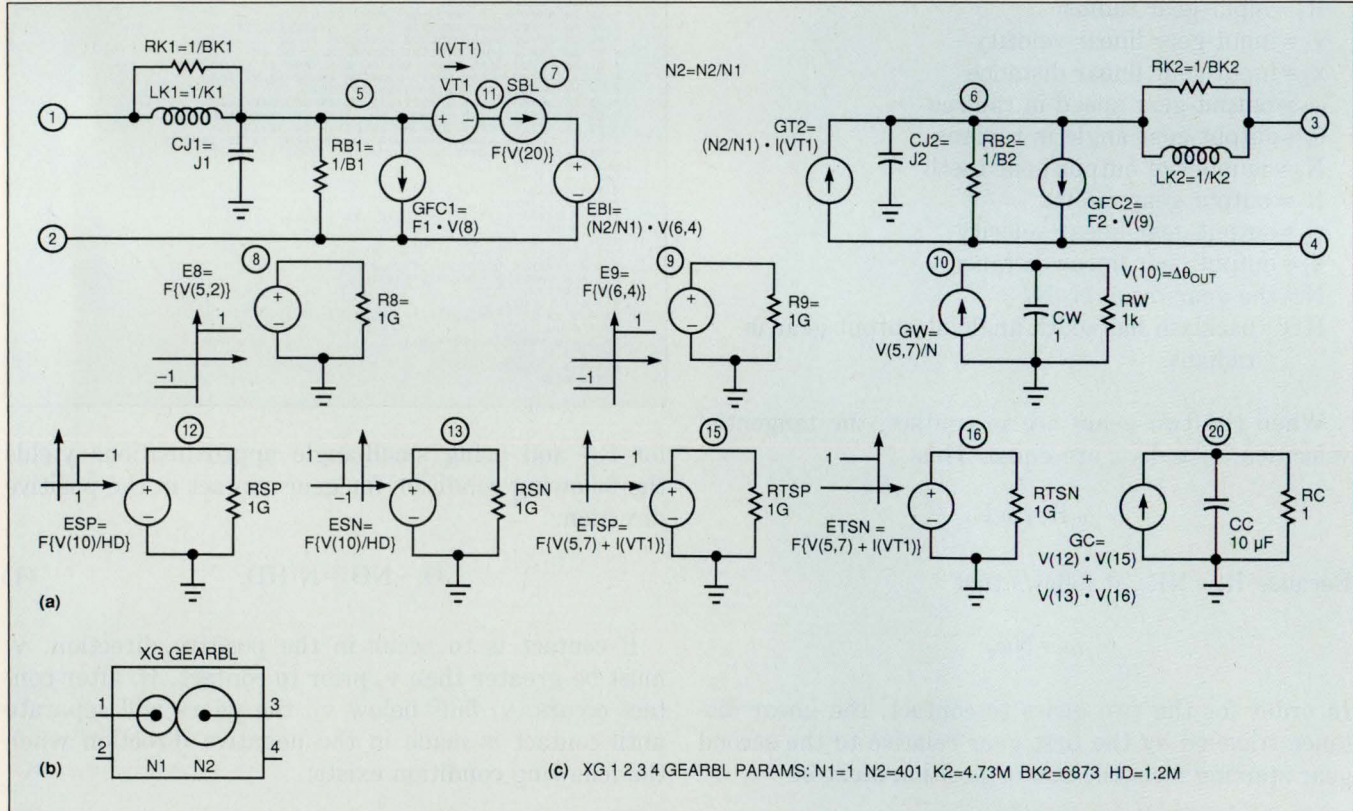 RK1=1/BK1
LK1=1/K1
1
2
CJ1=
J1
5
RB1=
1/B1
GFC1=
F1 • V(8)
I(VT1)
VT1
+ −
11
SBL
7
F{V(20)}
+
−
EBI=
(N2/N1) • V(6,4)
N2=N2/N1
GT2=
(N2/N1) • I(VT1)
CJ2=
J2
6
RB2=
1/B2
GFC2=
F2 • V(9)
RK2=1/BK2
LK2=1/K2
3
4
E8=
F{V(5,2)}
−1
8
+
−
R8=
1G
E9=
F{V(6,4)}
1
−1
9
+
−
R9=
1G
10
GW=
V(5,7)/N
CW
1
V(10)=ΔθOUT
RW
1k
12
1
ESP=
F{V(10)/HD}
+
−
RSP
1G
13
−1
ESN=
F{V(10)/HD}
+
−
RSN
1G
15
ETSP=
F{V(5,7) + I(VT1)}
+
−
RTSP
1G
16
ETSN =
F{V(5,7) + I(VT1)}
+
−
RTSN
1G
20
GC=
V(12) • V(15)
+
V(13) • V(16)
CC
10 µF
RC
1
(a)
XG GEARBL
1
2
3
4
N1 N2
(b)
(c) XG 1 2 3 4 GEARBL PARAMS: N1=1 N2=401 K2=4.73M BK2=6873 HD=1.2M